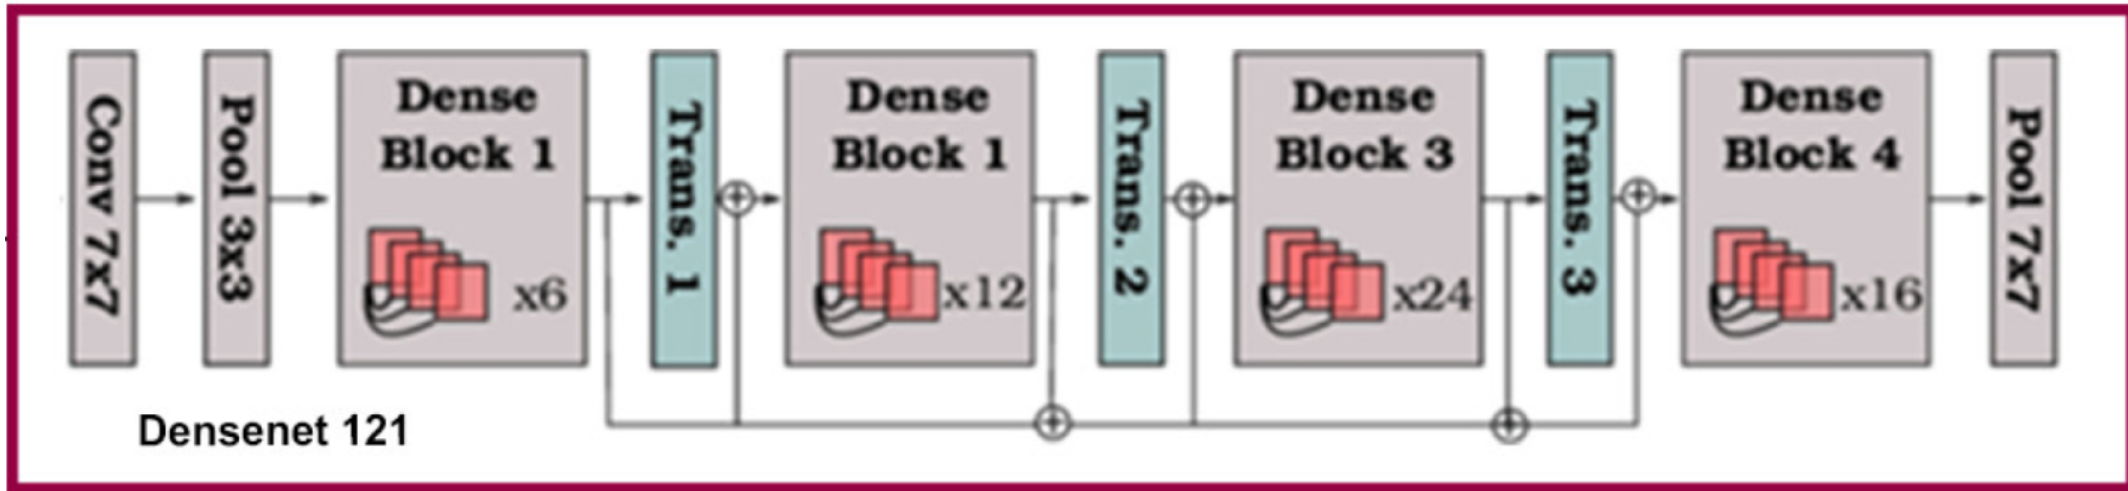 Conv 7x7
Pool 3x3
Dense
Block 1
x6
Trans. 1
Dense
Block 1
x12
Trans. 2
Dense
Block 3
x24
Trans. 3
Dense
Block 4
x16
Pool 7x7
Densenet 121